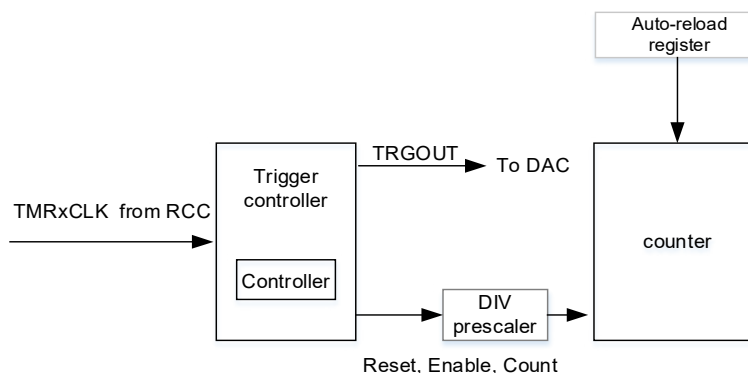 Auto-reload
register
TRGOUT
To DAC
Trigger
controller
TMRxCLK from RCC
counter
Controller
DIV
prescaler
Reset, Enable, Count